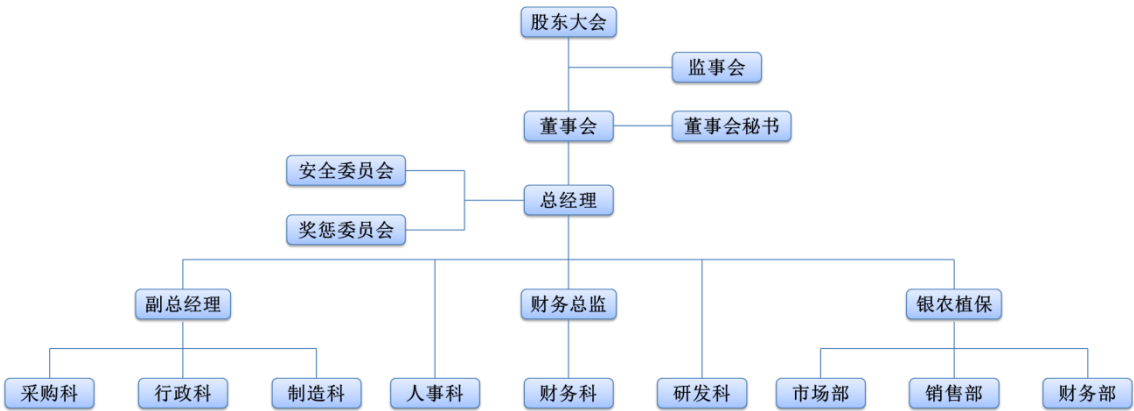 股东大会
监事会
董事会
董事会秘书
安全委员会
总经理
奖惩委员会
副总经理
财务总监
银农植保
采购科
行政科
制造科
人事科
财务科
研发科
市场部
销售部
财务部